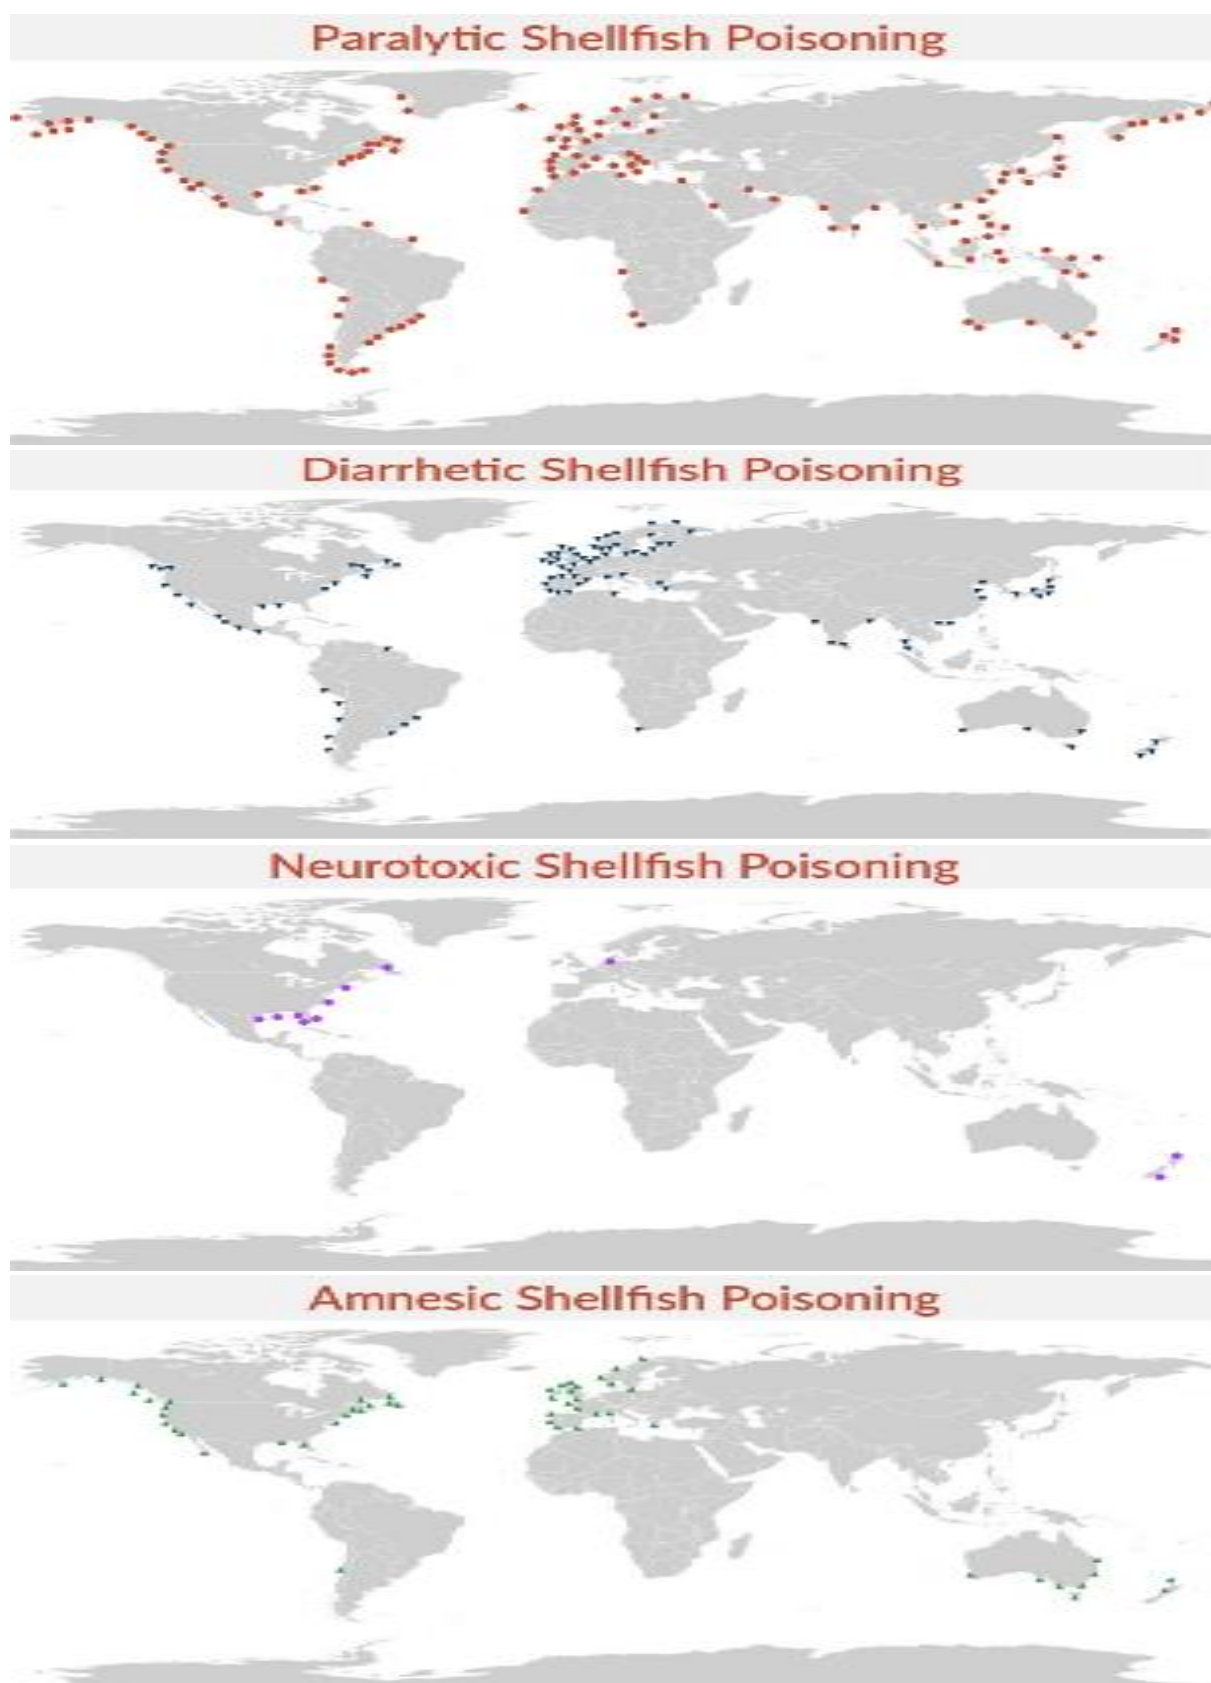 Paralytic Shellfish Poisoning
Diarrhetic Shellfish Poisoning
Neurotoxic Shellfish Poisoning
Amnesic Shellfish Poisoning